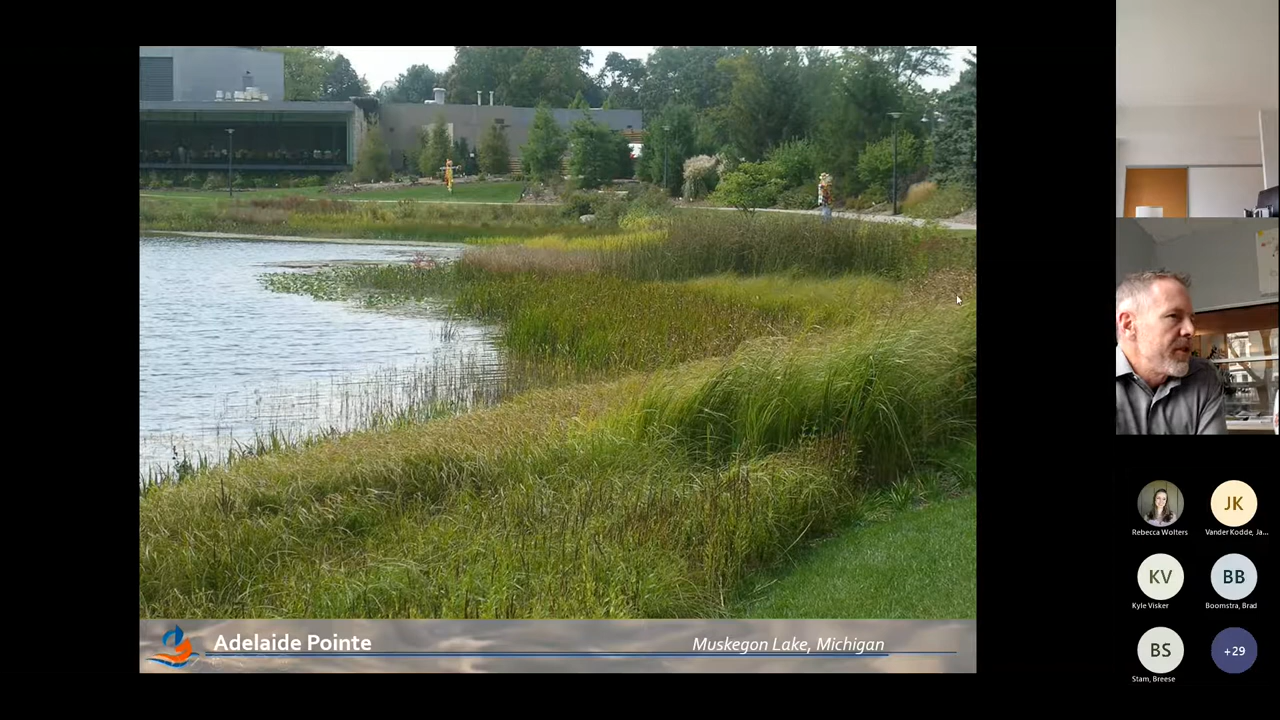 Adelaide Pointe
Muskegon Lake, Michigan
Rebecca Wolters
JK
Vander Kodde, Ja...
KV
Kyle Visker
BB
Boomstra, Brad
BS
Stam, Breese
+29